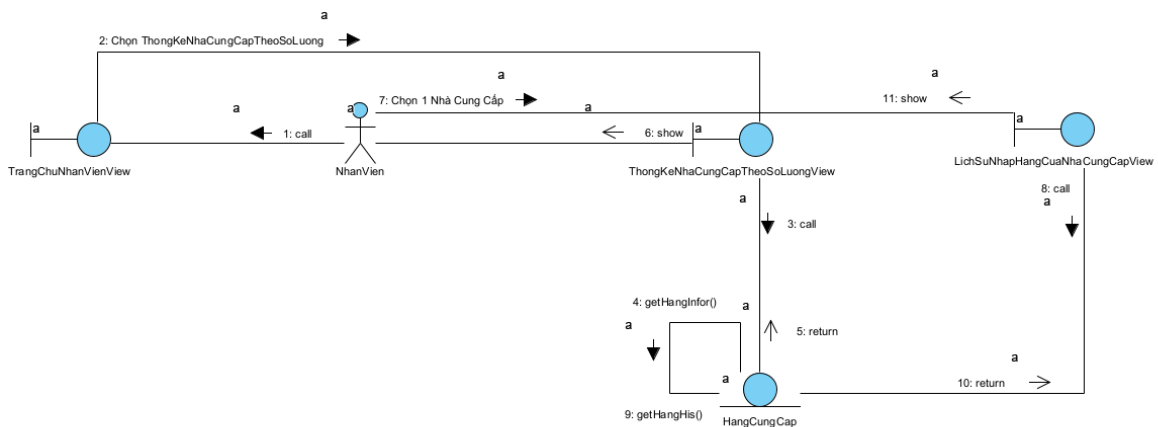 a
2: Chọn ThongKeNhaCungCapTheoSoLuong
a
a
7: Chọn 1 Nhà Cung Cấp
a
11: show
a
a
a
1: call
6: show
a
a
TrangChuNhanVienView
NhanVien
ThongKeNhaCungCapTheoSoLuongView
LichSuNhapHangCuaNhaCungCapView
8: call
a
a
3: call
4: getHangInfor()
a
a
5: return
a
a
10: return
9: getHangHis()
HangCungCap